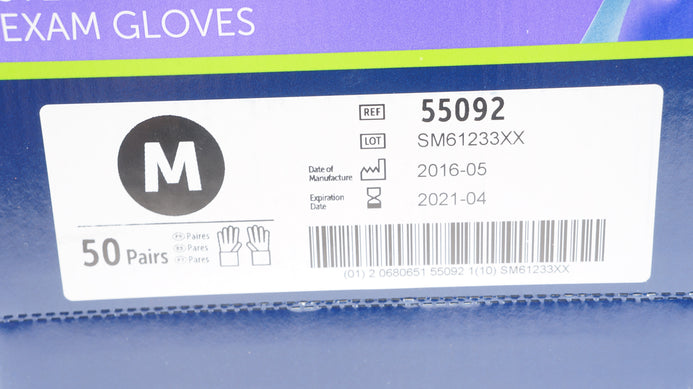 EXAM GLOVES
M
50 Pairs
Paires
Pares
Pares
REF 55092
LOT SM61233XX
Date of Manufacture 2016-05
Expiration Date 2021-04
(01) 2 0680651 55092 1(10) SM61233XX